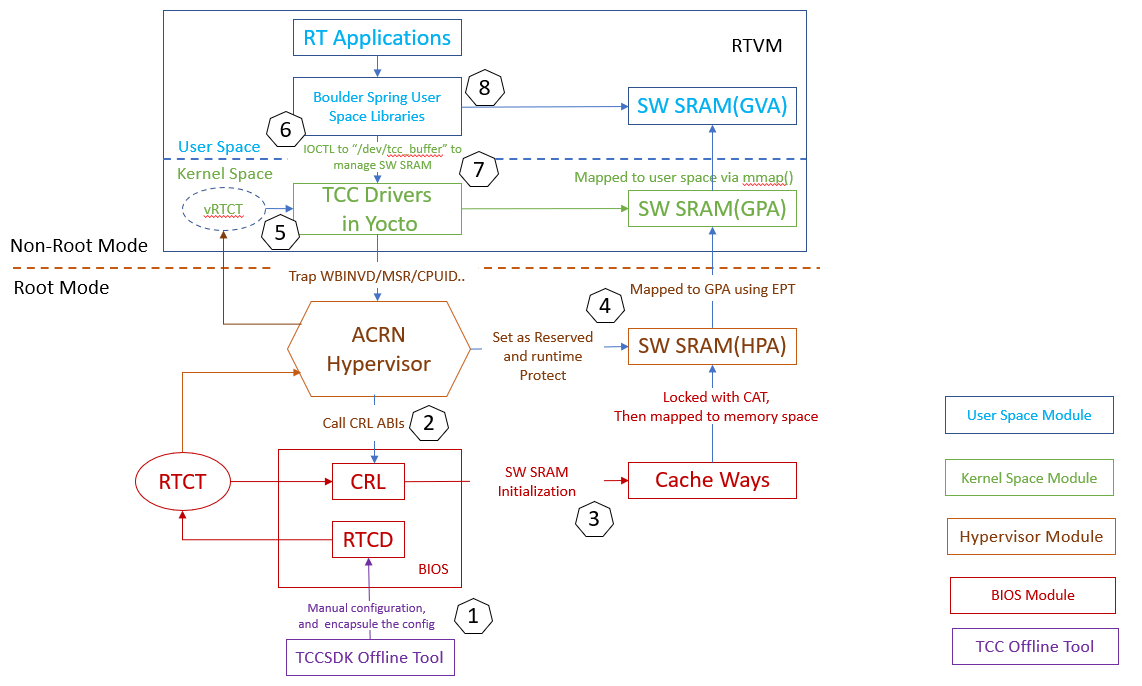 RT Applications
RTVM
Boulder Spring User
Space Libraries
8
SW SRAM(GVA)
6
User Space
IOCTL to “/dev/tcc_buffer” to
manage SW SRAM
7
Kernel Space
Mapped to user space via mmap()
vRTCT
TCC Drivers
in Yocto
SW SRAM(GPA)
5
Non-Root Mode
Root Mode
Trap WBINVD/MSR/CPUID..
Mapped to GPA using EPT
4
ACRN
Hypervisor
Set as Reserved
and runtime
Protect
SW SRAM(HPA)
Call CRL ABIs
2
Locked with CAT,
Then mapped to memory space
RTCT
CRL
SW SRAM
Initialization
Cache Ways
3
RTCD
BIOS
Manual configuration,
and encapsule the config
1
TCCSDK Offline Tool
User Space Module
Kernel Space Module
Hypervisor Module
BIOS Module
TCC Offline Tool